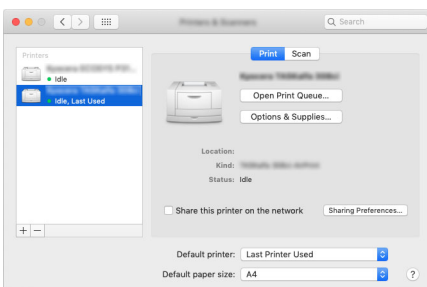 Search
Print Scan
Printers
Idle
Idle, Last Used
Open Print Queue...
Options & Supplies...
Location:
Kind:
Status: Idle
Share this printer on the network Sharing Preferences...
+ −
Default printer: Last Printer Used
Default paper size: A4 ?